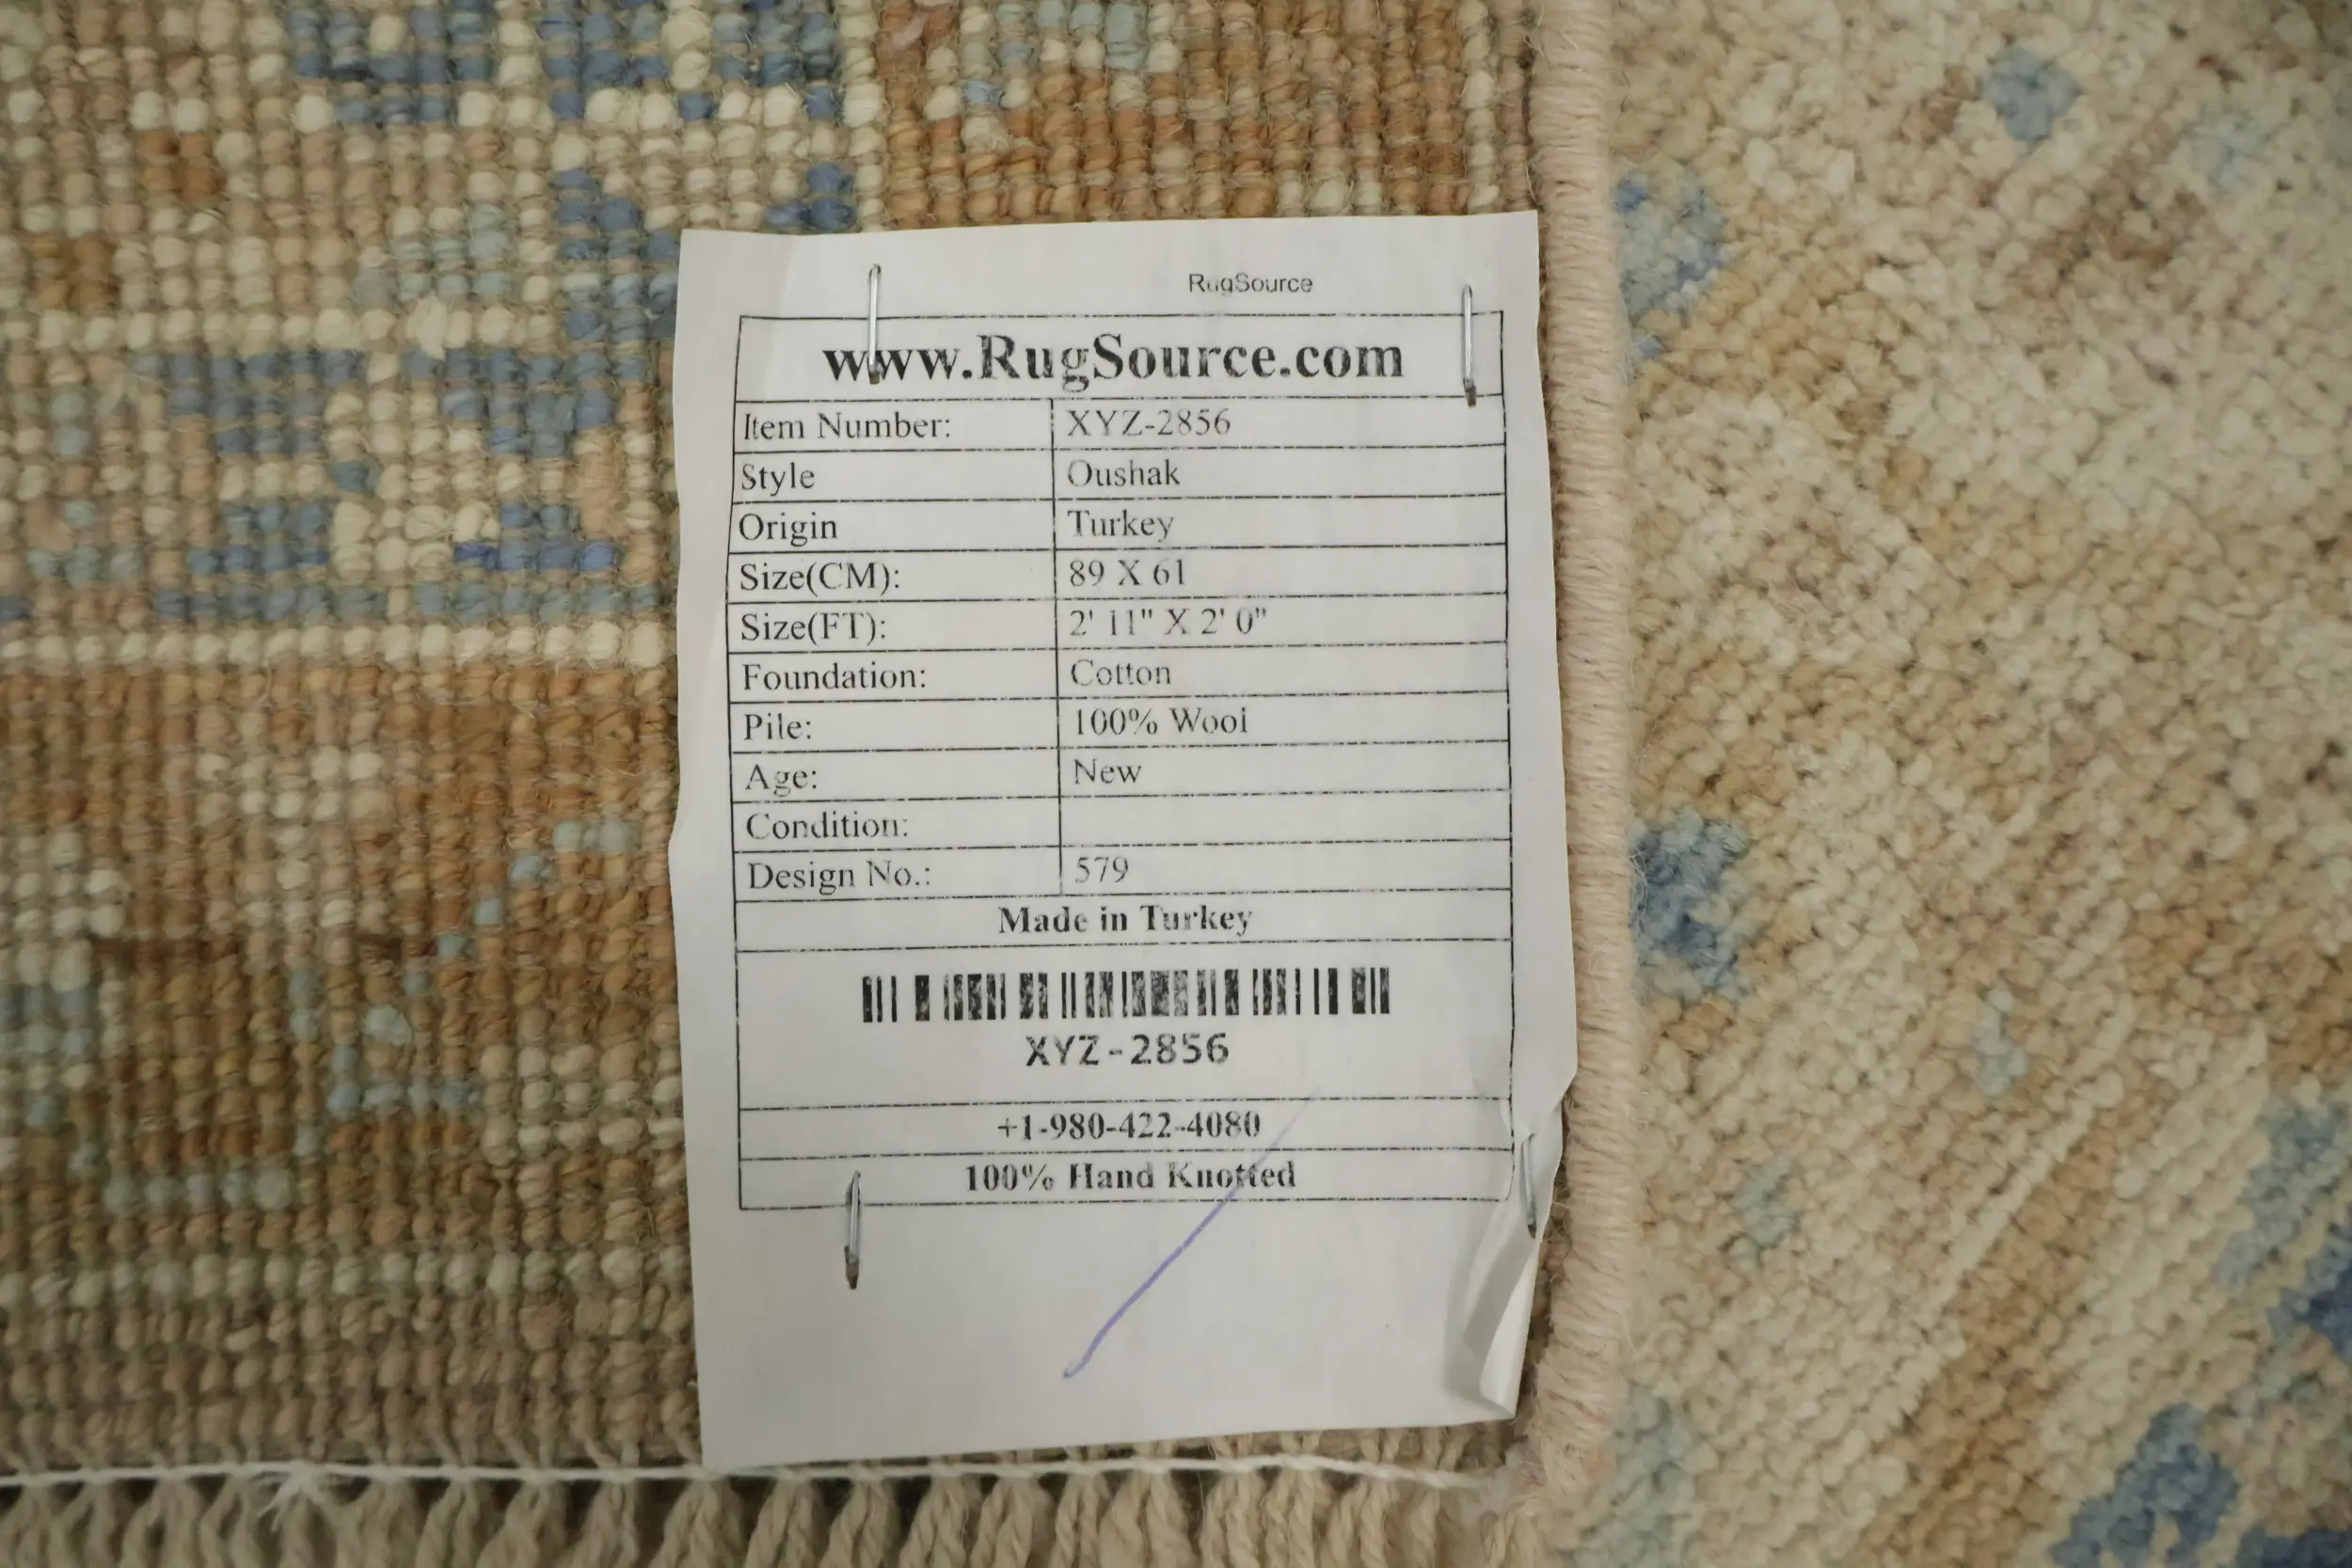 RugSource
www.RugSource.com
Item Number: XYZ-2856
Style Oushak
Origin Turkey
Size(CM): 89 X 61
Size(FT): 2' 11" X 2' 0"
Foundation: Cotton
Pile: 100% Wool
Age: New
Condition:
Design No.: 579
Made in Turkey
XYZ-2856
+1-980-422-4080
100% Hand Knotted